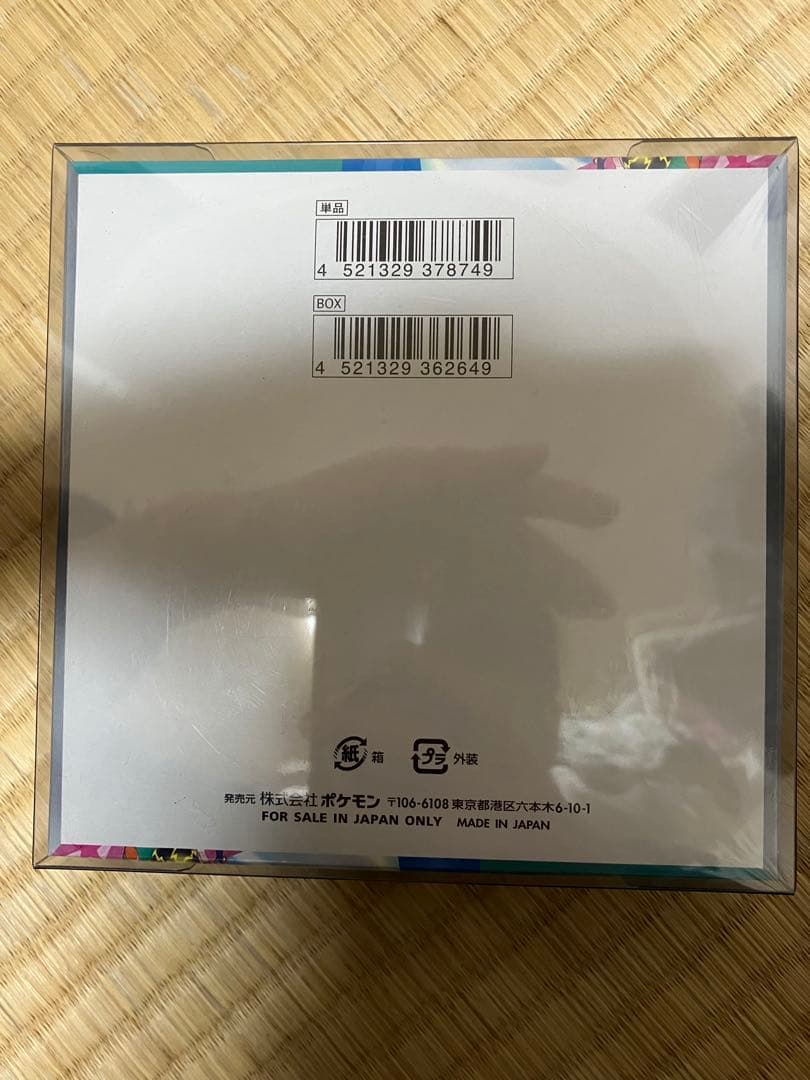 単品
4 521329 378749
BOX
4 521329 362649
紙 箱 プラ 外装
発売元 株式会社 ポケモン 〒106-6108 東京都港区六本木6-10-1
FOR SALE IN JAPAN ONLY MADE IN JAPAN